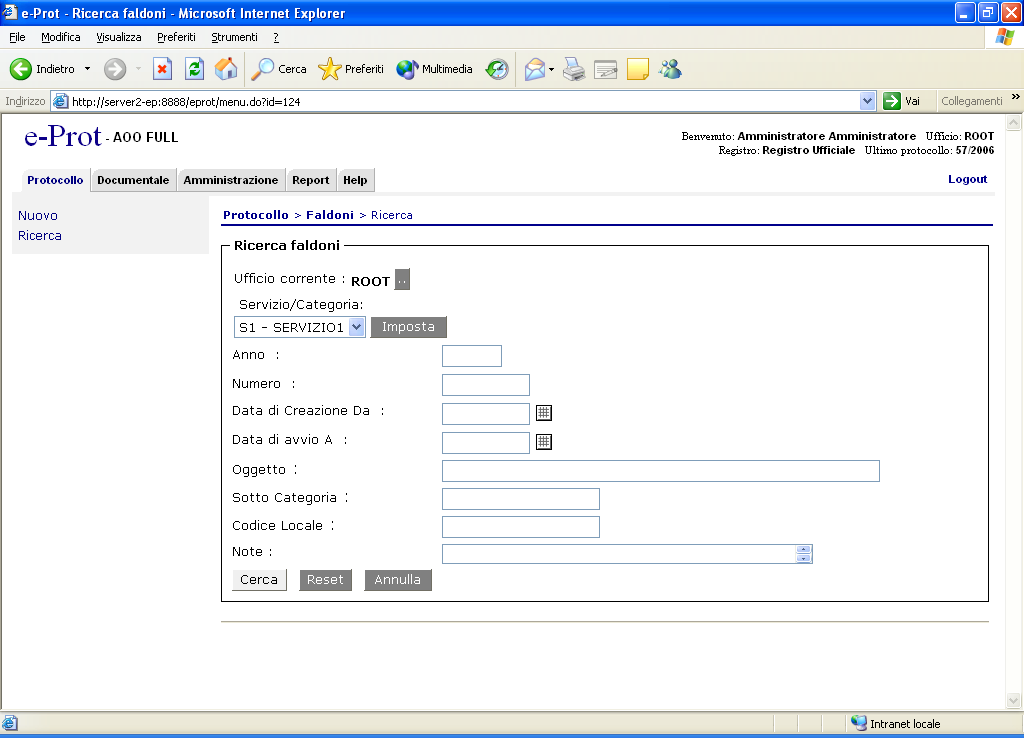 e-Prot - Ricerca faldoni - Microsoft Internet Explorer
File Modifica Visualizza Preferiti Strumenti ?
Indietro Cerca Preferiti Multimedia
Indirizzo http://server2-ep:8888/eprot/menu.do?id=124 Vai Collegamenti »
e-Prot - AOO FULL
Benvenuto: Amministratore Amministratore Ufficio: ROOT
Registro: Registro Ufficiale Ultimo protocollo: 57/2006
Protocollo Documentale Amministrazione Report Help Logout
Nuovo
Ricerca
Protocollo > Faldoni > Ricerca
Ricerca faldoni
Ufficio corrente : ROOT ..
Servizio/Categoria:
S1 - SERVIZIO1 Imposta
Anno :
Numero :
Data di Creazione Da :
Data di avvio A :
Oggetto :
Sotto Categoria :
Codice Locale :
Note :
Cerca Reset Annulla
Intranet locale